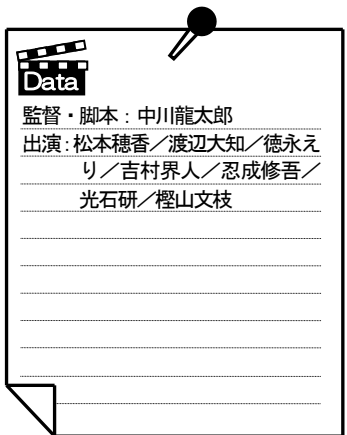 Data
監督・脚本：中川龍太郎
出演：松本穂香／渡辺大知／徳永え
り／吉村界人／忍成修吾／
光石研／樫山文枝